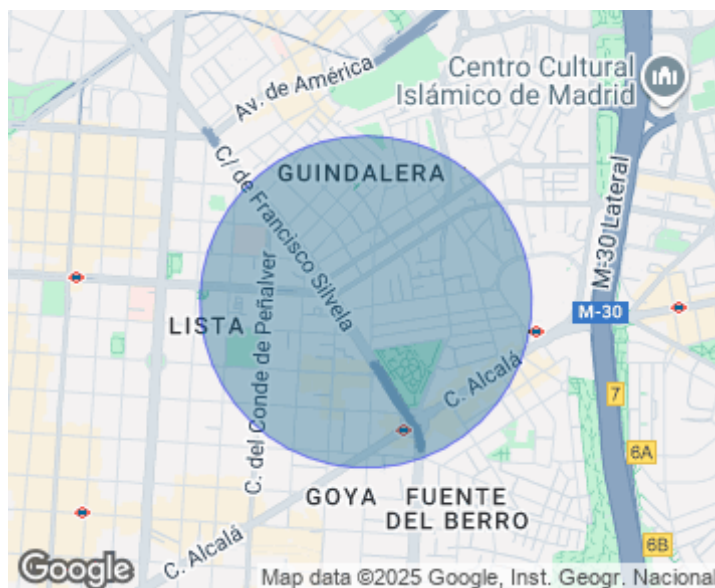 Centro Cultural
Islámico de Madrid
Av. de América
C/ de Francisco Silvela
GUINDALERA
M-30 Lateral
M-30
LISTA
C. del Conde de Peñalver
C. Alcalá
7
6A
GOYA
FUENTE
DEL BERRO
C. Alcalá
6B
Google
Map data ©2025 Google, Inst. Geogr. Nacional